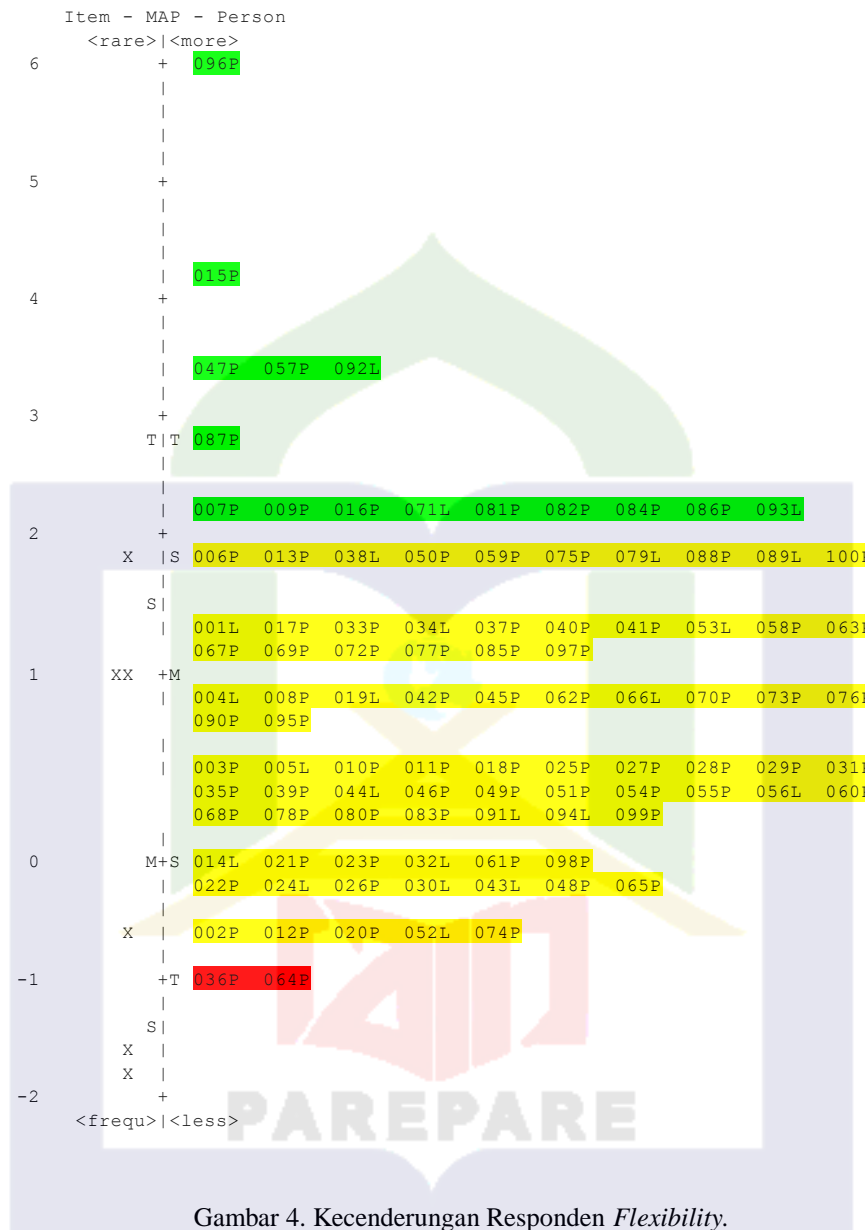 Item - MAP - Person
<rare>|<more>
6 + 096P
|
|
|
|
5 +
|
|
|
| 015P
4 +
|
|
| 047P 057P 092L
|
3 +
T|T 087P
|
|
| 007P 009P 016P 071L 081P 082P 084P 086P 093L
2 +
X |S 006P 013P 038L 050P 059P 075P 079L 088P 089L
|
S|
| 001L 017P 033P 034L 037P 040P 041P 053L 058P
067P 069P 072P 077P 085P 097P
1 XX +M
| 004L 008P 019L 042P 045P 062P 066L 070P 073P
090P 095P
|
| 003P 005L 010P 011P 018P 025P 027P 028P 029P
035P 039P 044L 046P 049P 051P 054P 055P 056L
068P 078P 080P 083P 091L 094L 099P
|
0 M+S 014L 021P 023P 032L 061P 098P
022P 024L 026P 030L 043L 048P 065P
|
X | 002P 012P 020P 052L 074P
|
-1 +T 036P 064P
|
S|
X |
X |
-2 +
<frequ>|<less>
PAREPARE
Gambar 4. Kecenderungan Responden Flexibility.